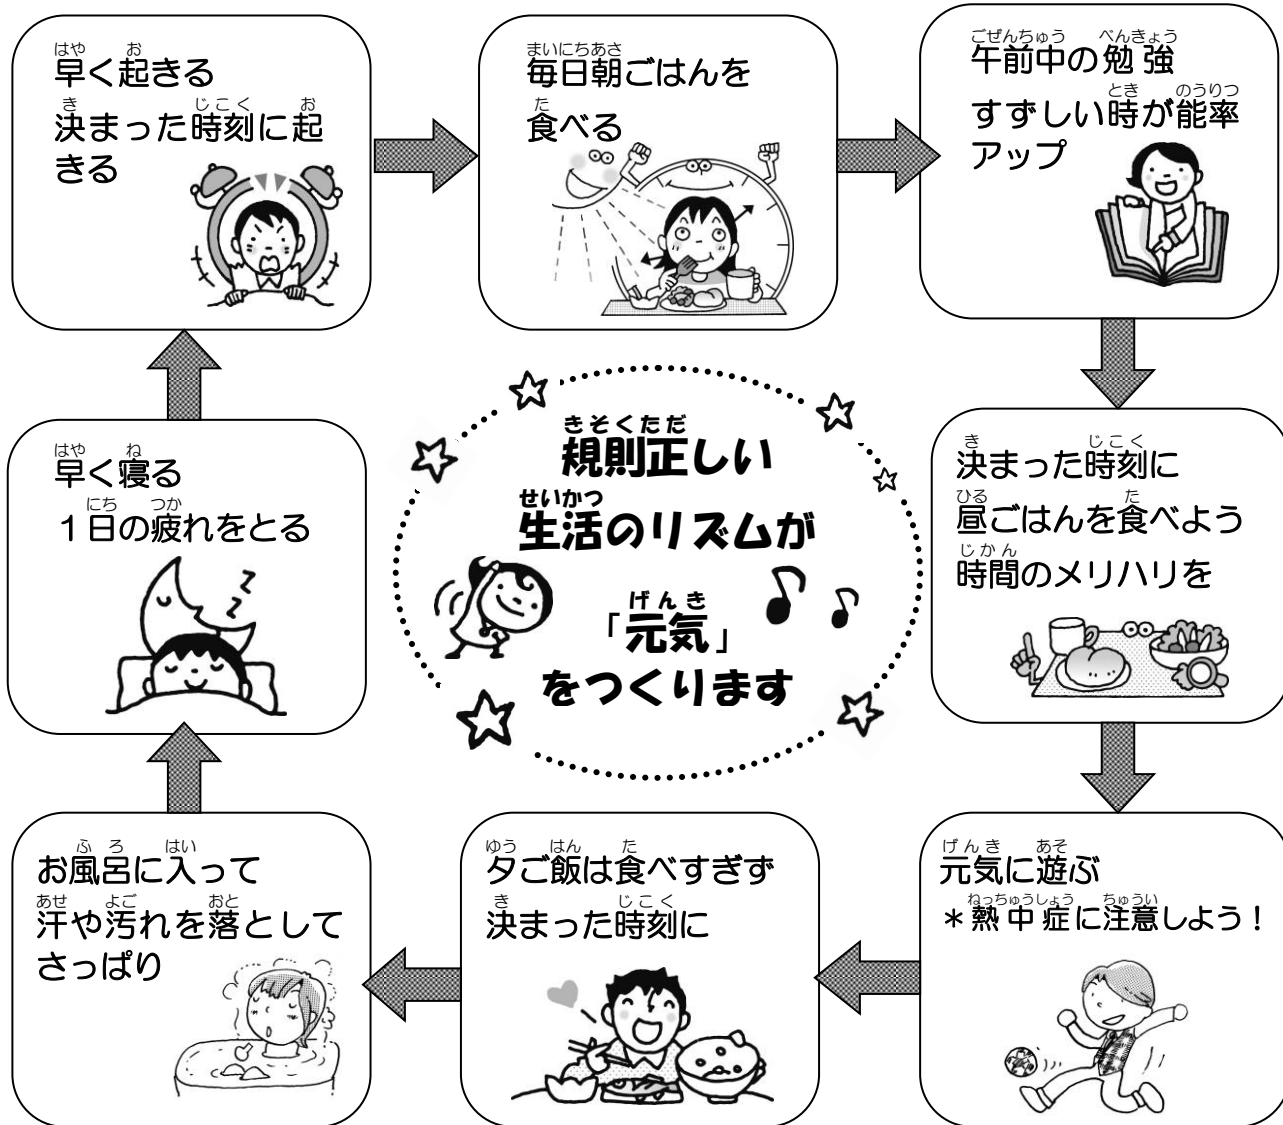 早く起きる
決まった時刻に起
きる
毎日朝ごはんを
食べる
午前中の勉強
すずしい時が能率
アップ
決まった時刻に
昼ごはんを食べよう
時間のメリハリを
元気に遊ぶ
＊熱中症に注意しよう！
夕ご飯は食べすぎず
決まった時刻に
お風呂に入って
汗や汚れを落として
さっぱり
早く寝る
１日の疲れをとる
z
z
z
規則正しい
生活のリズムが
「元気」
をつくります